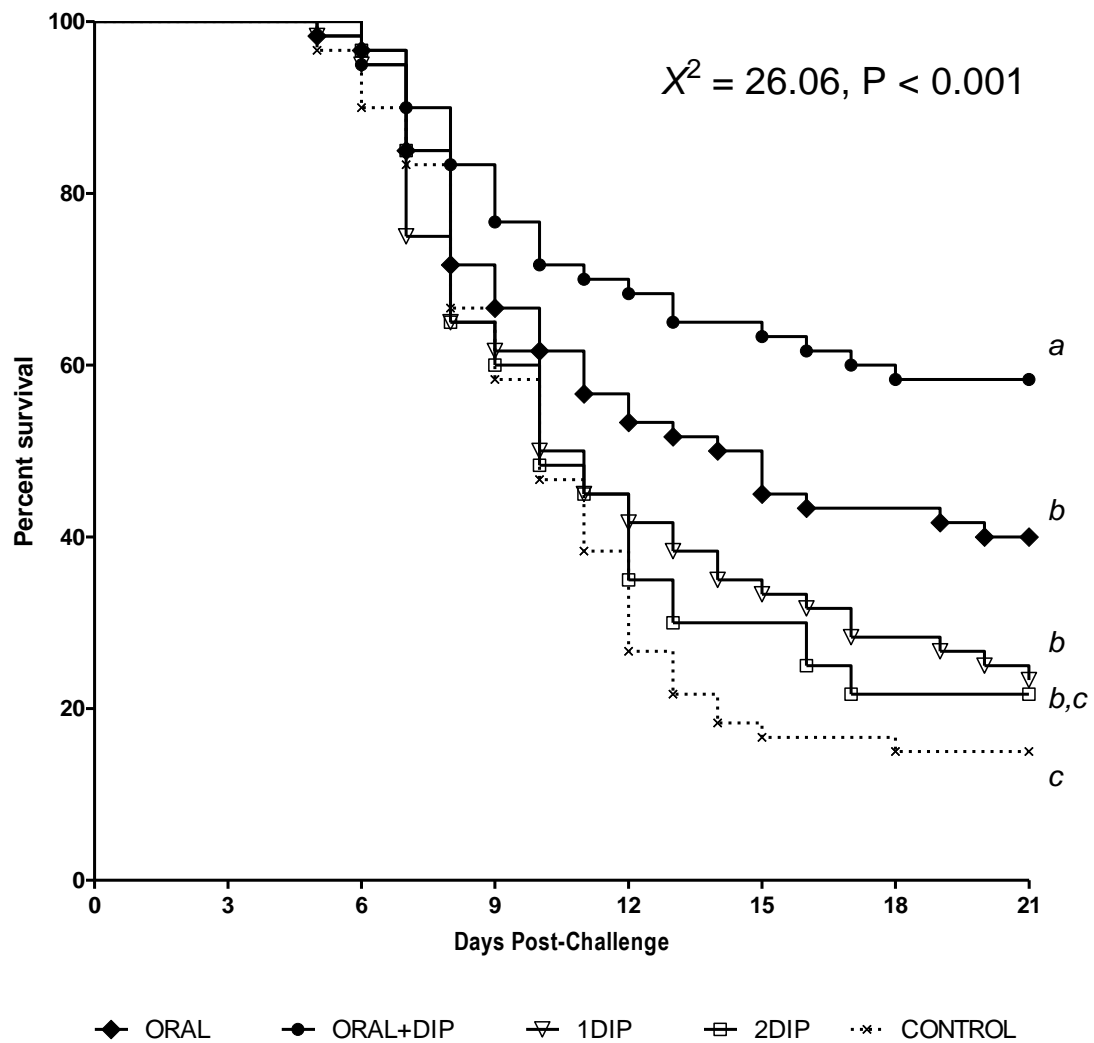 100
X² = 26.06, P < 0.001
80
60
40
20
0
Percent survival
a
b
b
b,c
c
0 3 6 9 12 15 18 21
Days Post-Challenge
ORAL ORAL+DIP 1DIP 2DIP CONTROL